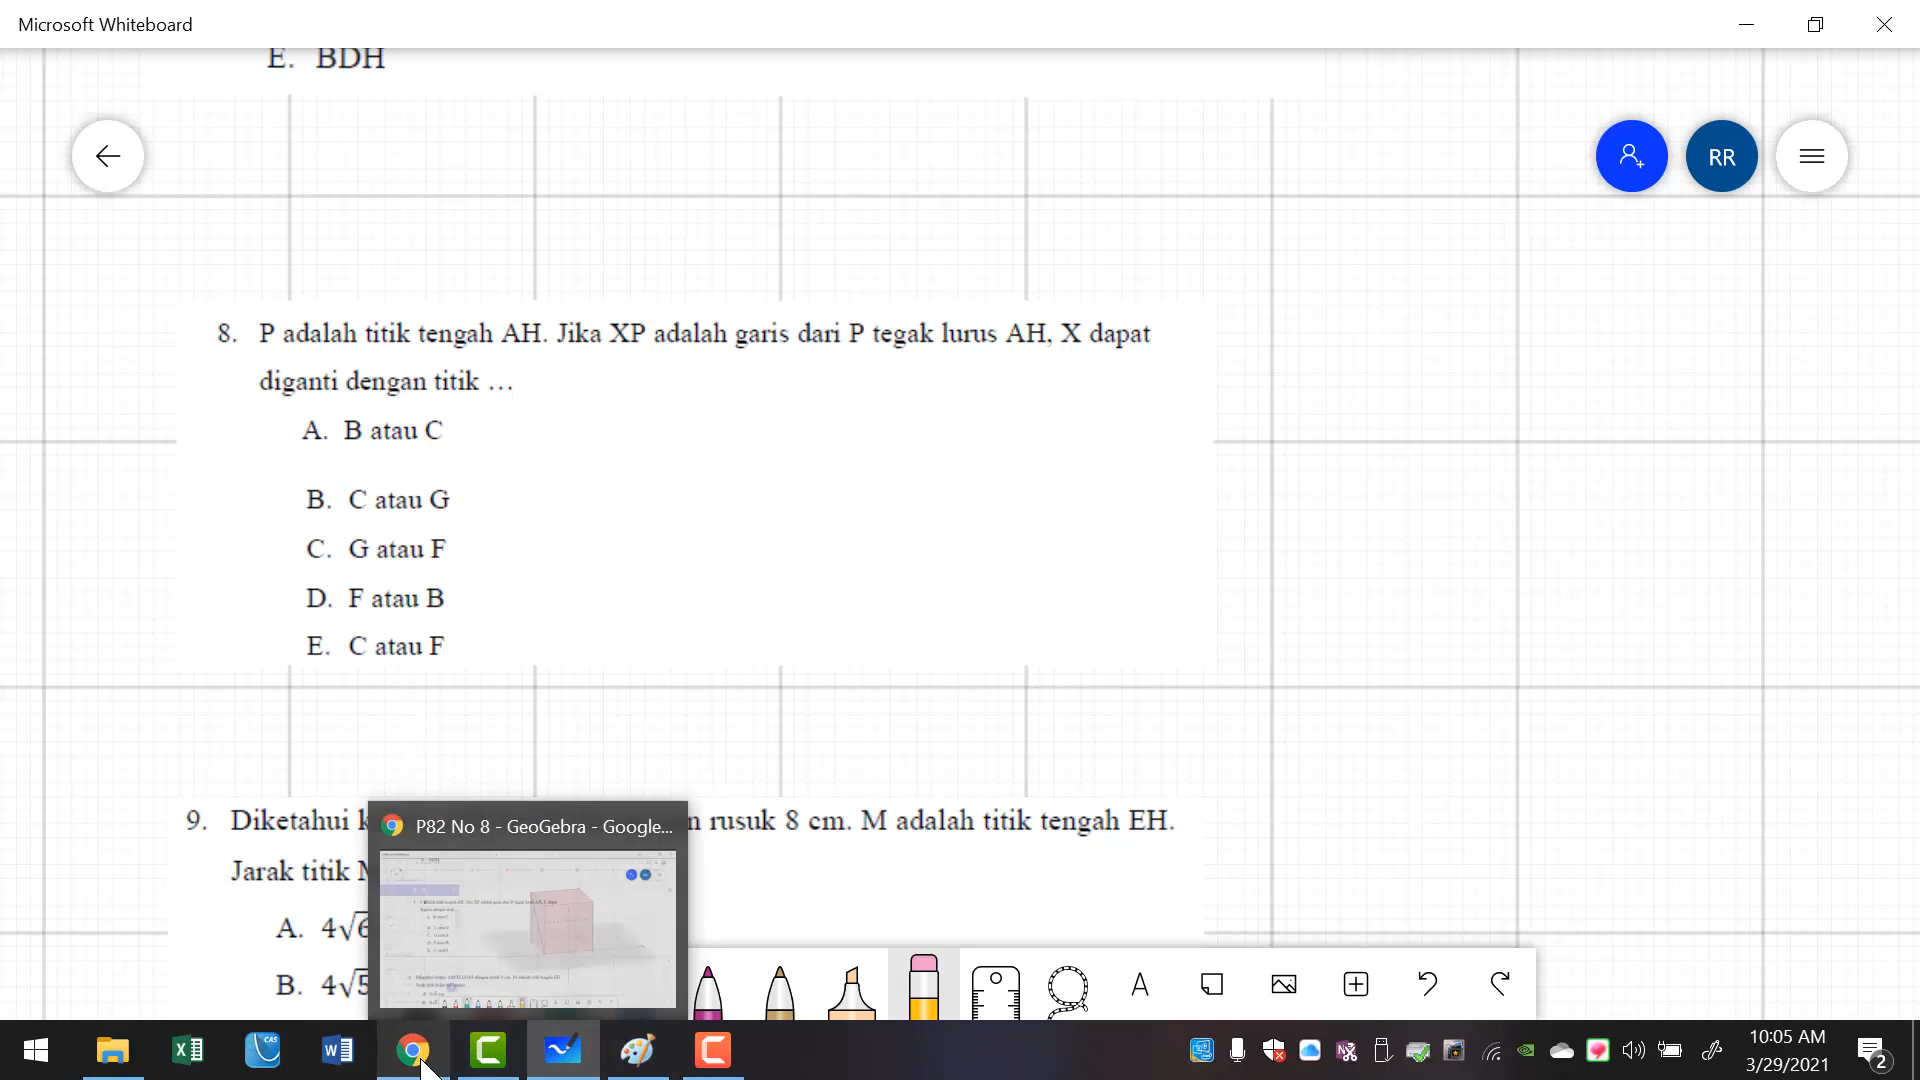 Microsoft Whiteboard
E. BDH
RR
8. P adalah titik tengah AH. Jika XP adalah garis dari P tegak lurus AH, X dapat
diganti dengan titik …
A. B atau C
B. C atau G
C. G atau F
D. F atau B
E. C atau F
9. Diketahui k
n rusuk 8 cm. M adalah titik tengah EH.
Jarak titik M
A. 4√6
B. 4√5
P82 No 8 - GeoGebra - Google...
10:05 AM
3/29/2021
2